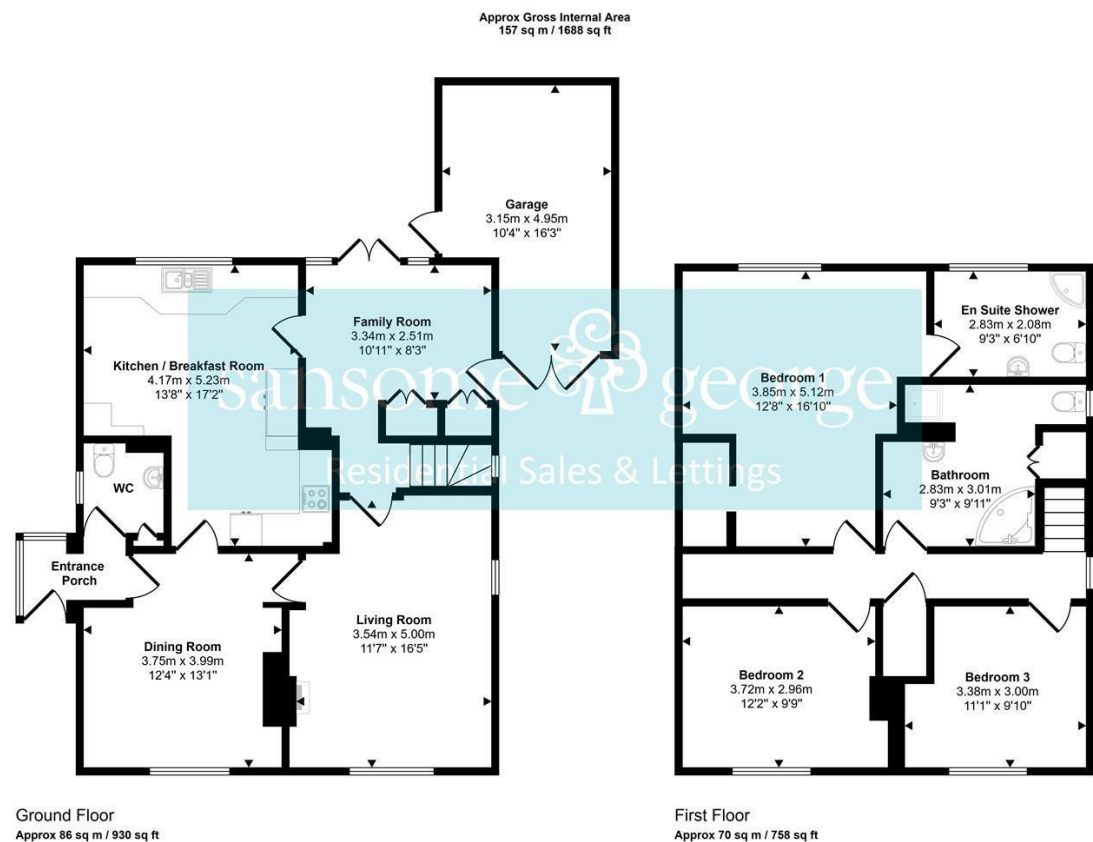 Approx Gross Internal Area
157 sq m / 1688 sq ft
Garage
3.15m x 4.95m
10'4" x 16'3"
Family Room
3.34m x 2.51m
10'11" x 8'3"
Kitchen / Breakfast Room
4.17m x 5.23m
13'8" x 17'2"
WC
Entrance
Porch
Dining Room
3.75m x 3.99m
12'4" x 13'1"
Living Room
3.54m x 5.00m
11'7" x 16'5"
En Suite Shower
2.83m x 2.08m
9'3" x 6'10"
Bedroom 1
3.85m x 5.12m
12'8" x 16'10"
Bathroom
2.83m x 3.01m
9'3" x 9'11"
Bedroom 2
3.72m x 2.96m
12'2" x 9'9"
Bedroom 3
3.38m x 3.00m
11'1" x 9'10"
sansome george
Residential Sales & Lettings
Ground Floor
Approx 86 sq m / 930 sq ft
First Floor
Approx 70 sq m / 758 sq ft